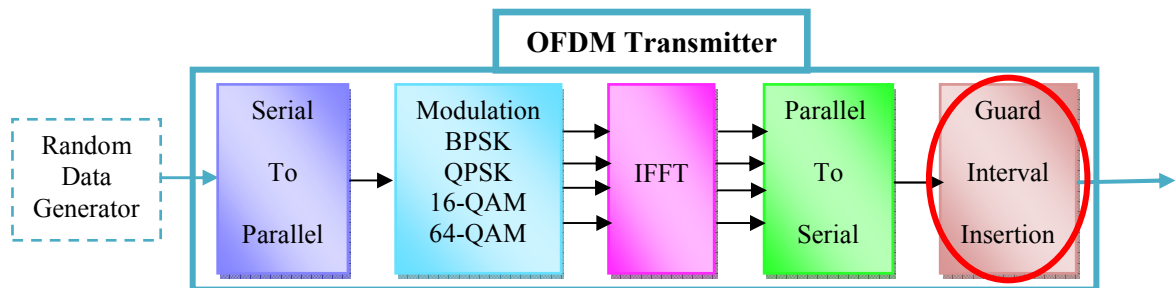 OFDM Transmitter
Random
Data
Generator
Serial
To
Parallel
Modulation
BPSK
QPSK
16-QAM
64-QAM
IFFT
Parallel
To
Serial
Guard
Interval
Insertion